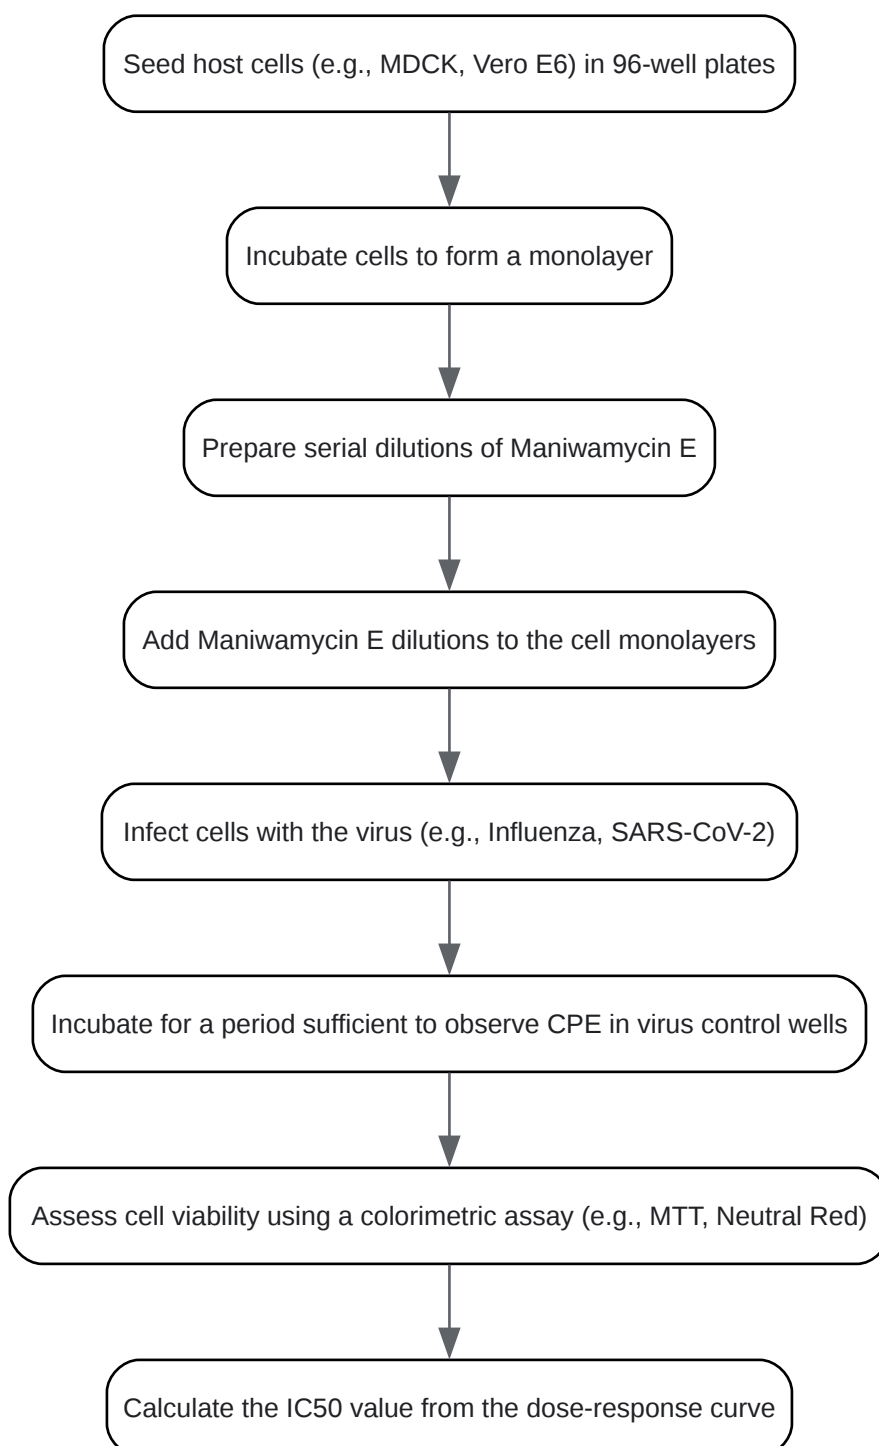 Seed host cells (e.g., MDCK, Vero E6) in 96-well plates
Incubate cells to form a monolayer
Prepare serial dilutions of Maniwamycin E
Add Maniwamycin E dilutions to the cell monolayers
Infect cells with the virus (e.g., Influenza, SARS-CoV-2)
Incubate for a period sufficient to observe CPE in virus control wells
Assess cell viability using a colorimetric assay (e.g., MTT, Neutral Red)
Calculate the IC50 value from the dose-response curve